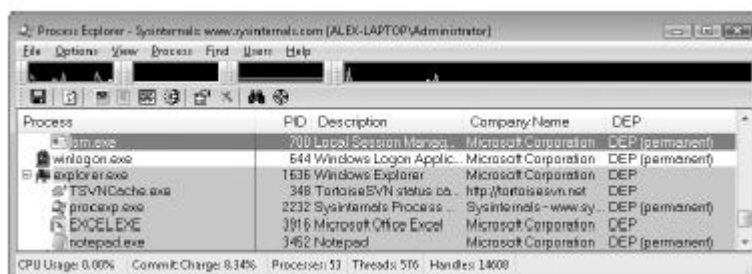 Process Explorer - Sysinternals: www.sysinternals.com [ALEX-LAPTOP\Administrator]
File Options View Process Find Users Help
Process PID Description Company Name DEP
lsm.exe 700 Local Session Manag... Microsoft Corporation DEP (permanent)
winlogon.exe 644 Windows Logon Applic... Microsoft Corporation DEP (permanent)
explorer.exe 1636 Windows Explorer Microsoft Corporation DEP
TSVNCache.exe 348 TortoiseSVN status ca... http://tortoisesvn.net DEP
procexp.exe 2232 Sysinternals Process ... Sysinternals - www.sy... DEP (permanent)
EXCEL.EXE 3916 Microsoft Office Excel Microsoft Corporation DEP
notepad.exe 3452 Notepad Microsoft Corporation DEP (permanent)
CPU Usage: 0.00% Commit Charge: 8.34% Processes: 53 Threads: 576 Handles: 14608